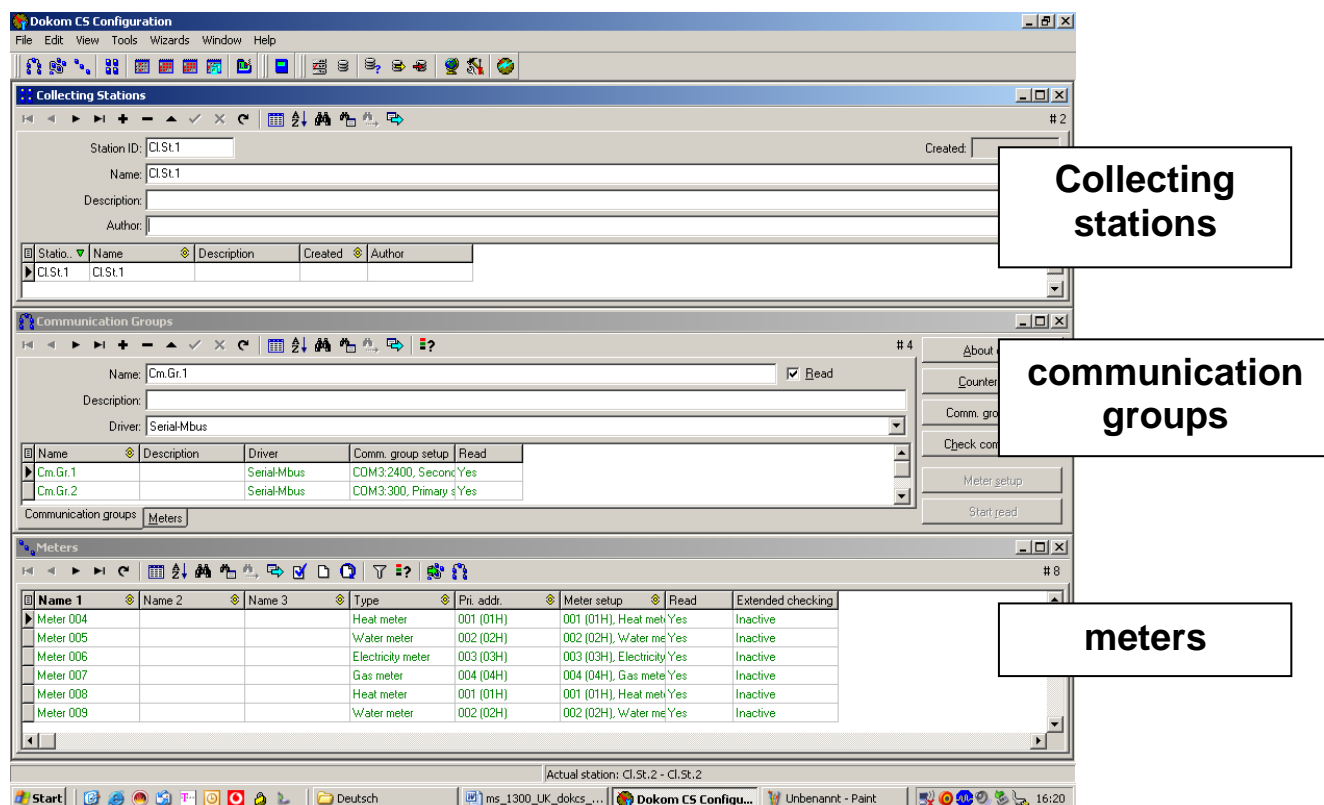 Dokom CS Configuration
File Edit View Tools Wizards Window Help
Collecting Stations
#2
Station ID: Cl.St.1
Created:
Name: Cl.St.1
Description:
Author:
Statio.. Name Description Created Author
Cl.St.1 Cl.St.1
Collecting
stations
Communication Groups
#4
About
Name: Cm.Gr.1 Read
Counter
Description:
Comm. gro
Driver: Serial-Mbus
Check com
Name Description Driver Comm. group setup Read
Cm.Gr.1 Serial-Mbus COM3:2400, Second Yes
Cm.Gr.2 Serial-Mbus COM3:300, Primary s Yes
Meter setup
Start read
Communication groups Meters
communication
groups
Meters
#8
Name 1 Name 2 Name 3 Type Pri. addr. Meter setup Read Extended checking
Meter 004 Heat meter 001 (01H) 001 (01H), Heat mete Yes Inactive
Meter 005 Water meter 002 (02H) 002 (02H), Water me Yes Inactive
Meter 006 Electricity meter 003 (03H) 003 (03H), Electricity Yes Inactive
Meter 007 Gas meter 004 (04H) 004 (04H), Gas mete Yes Inactive
Meter 008 Heat meter 001 (01H) 001 (01H), Heat mete Yes Inactive
Meter 009 Water meter 002 (02H) 002 (02H), Water me Yes Inactive
meters
Actual station: Cl.St.2 - Cl.St.2
Start Deutsch ms_1300_UK_dokcs_... Dokom CS Configu... Unbenannt - Paint 16:20